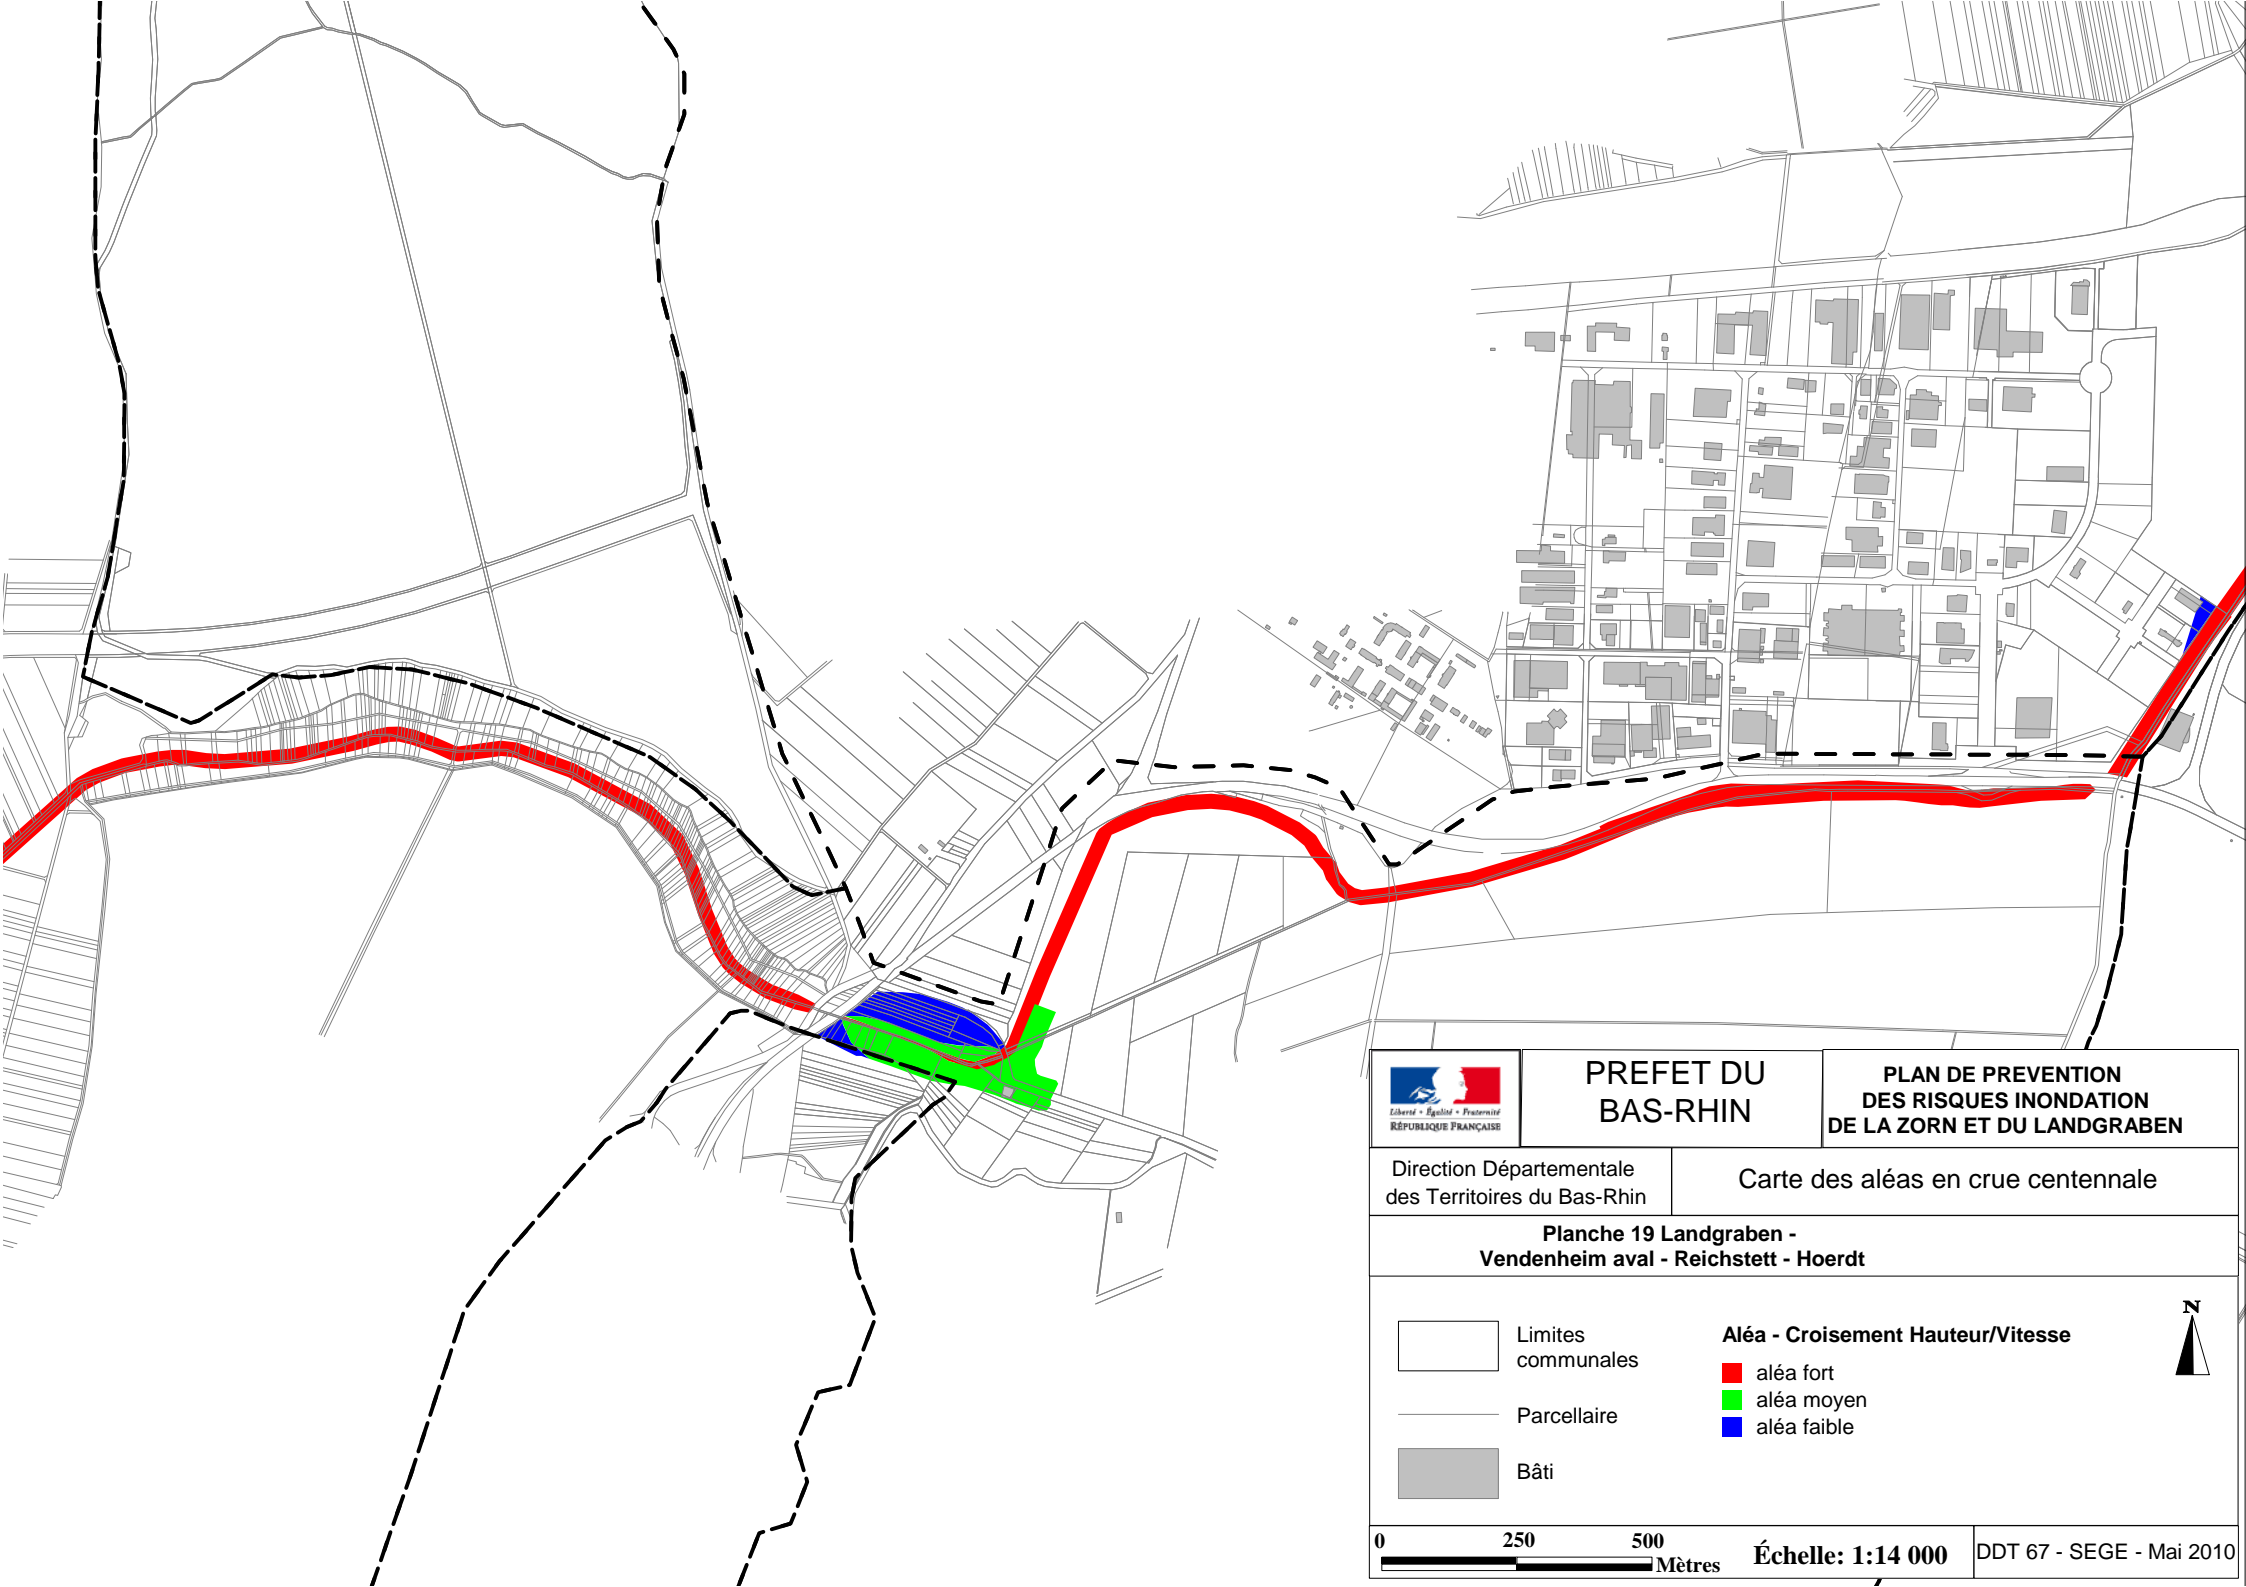 Liberté • Égalité • Fraternité
RÉPUBLIQUE FRANÇAISE
PREFET DU
BAS-RHIN
PLAN DE PREVENTION
DES RISQUES INONDATION
DE LA ZORN ET DU LANDGRABEN
Direction Départementale
des Territoires du Bas-Rhin
Carte des aléas en crue centennale
Planche 19 Landgraben -
Vendenheim aval - Reichstett - Hoerdt
Limites
communales
Parcellaire
Bâti
Aléa - Croisement Hauteur/Vitesse
aléa fort
aléa moyen
aléa faible
N
0 250 500
Mètres
Échelle: 1:14 000
DDT 67 - SEGE - Mai 2010